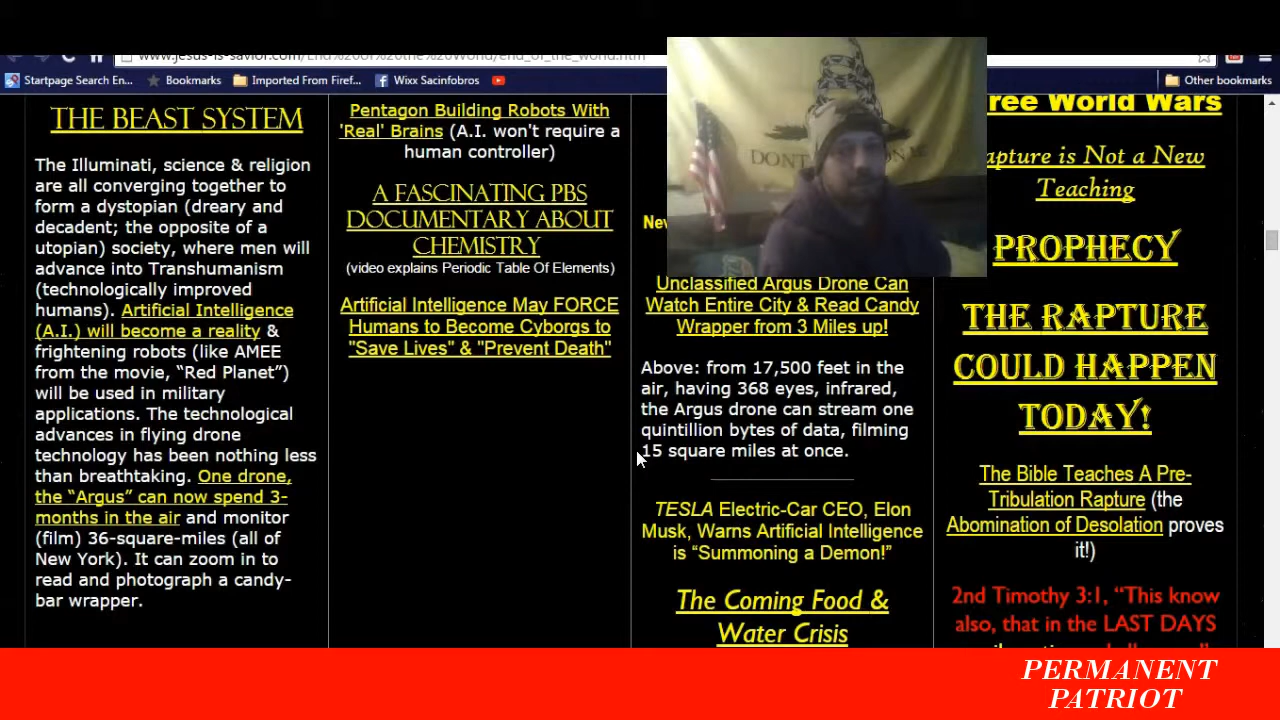 www.jesus-is-savior.com/End%20of%20the%20World/end_of_the_world.htm
Startpage Search En...
Bookmarks
Imported From Firef...
Wixx Sacinfobros
Other bookmarks
THE BEAST SYSTEM
The Illuminati, science & religion
are all converging together to
form a dystopian (dreary and
decadent; the opposite of a
utopian) society, where men will
advance into Transhumanism
(technologically improved
humans). Artificial Intelligence
(A.I.) will become a reality &
frightening robots (like AMEE
from the movie, “Red Planet”)
will be used in military
applications. The technological
advances in flying drone
technology has been nothing less
than breathtaking. One drone,
the “Argus” can now spend 3-
months in the air and monitor
(film) 36-square-miles (all of
New York). It can zoom in to
read and photograph a candy-
bar wrapper.
Pentagon Building Robots With
'Real' Brains (A.I. won't require a
human controller)
A FASCINATING PBS
DOCUMENTARY ABOUT
CHEMISTRY
(video explains Periodic Table Of Elements)
Artificial Intelligence May FORCE
Humans to Become Cyborgs to
"Save Lives" & "Prevent Death"
DONT
Unclassified Argus Drone Can
Watch Entire City & Read Candy
Wrapper from 3 Miles up!
Above: from 17,500 feet in the
air, having 368 eyes, infrared,
the Argus drone can stream one
quintillion bytes of data, filming
15 square miles at once.
TESLA Electric-Car CEO, Elon
Musk, Warns Artificial Intelligence
is “Summoning a Demon!”
The Coming Food &
Water Crisis
World Wars
is Not a New
Teaching
PROPHECY
THE RAPTURE
COULD HAPPEN
TODAY!
The Bible Teaches A Pre-
Tribulation Rapture (the
Abomination of Desolation proves
it!)
2nd Timothy 3:1, “This know
also, that in the LAST DAYS
PERMANENT
PATRIOT